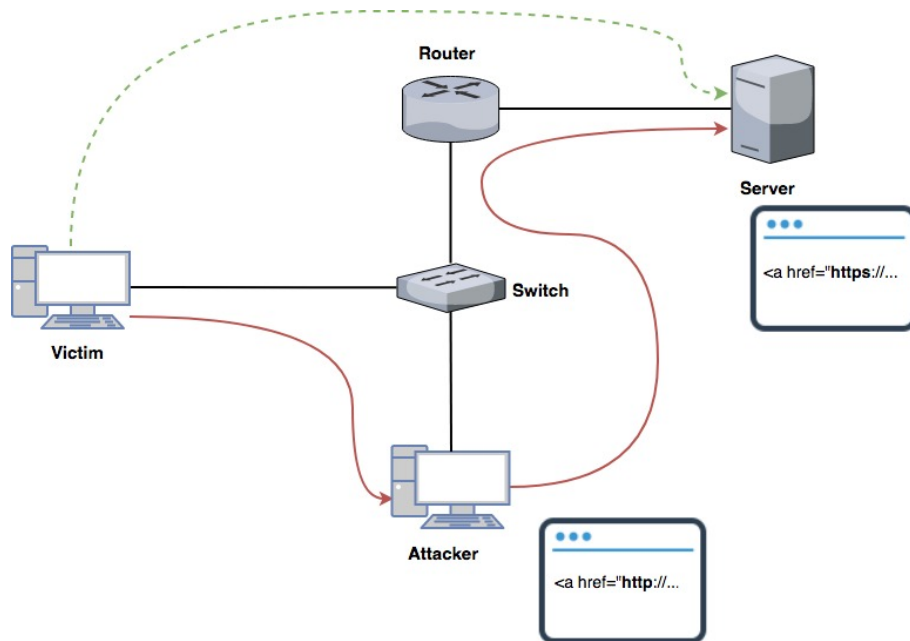 Router
Server
<a href="https://...
Switch
Victim
Attacker
<a href="http://...